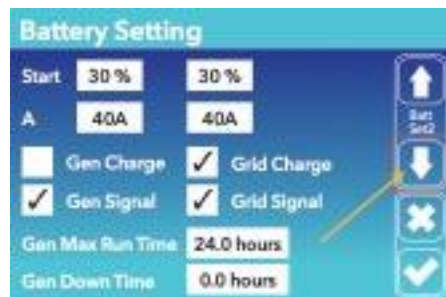 Battery Setting
Start 30 % 30 %
A 40A 40A
Gen Charge Grid Charge
Gen Signal Grid Signal
Gen Max Run Time 24.0 hours
Gen Down Time 0.0 hours
Batt
Set2